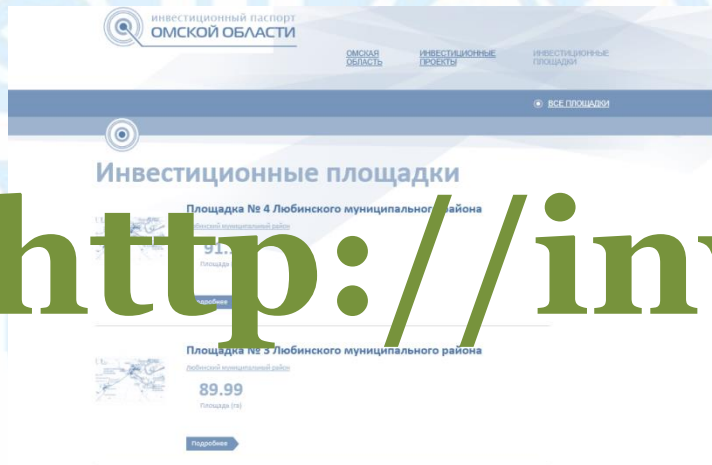 инвестиционный паспорт
ОМСКОЙ ОБЛАСТИ
ОМСКАЯ ОБЛАСТЬ
ИНВЕСТИЦИОННЫЕ ПРОЕКТЫ
ИНВЕСТИЦИОННЫЕ ПЛОЩАДКИ
ВСЕ ПЛОЩАДКИ
Инвестиционные площадки
Площадка № 4 Любинского муниципального района
Любинский муниципальный район
http://in
Площадь
Подробнее
Площадка № 3 Любинского муниципального района
Любинский муниципальный район
89.99
Площадь (га)
Подробнее